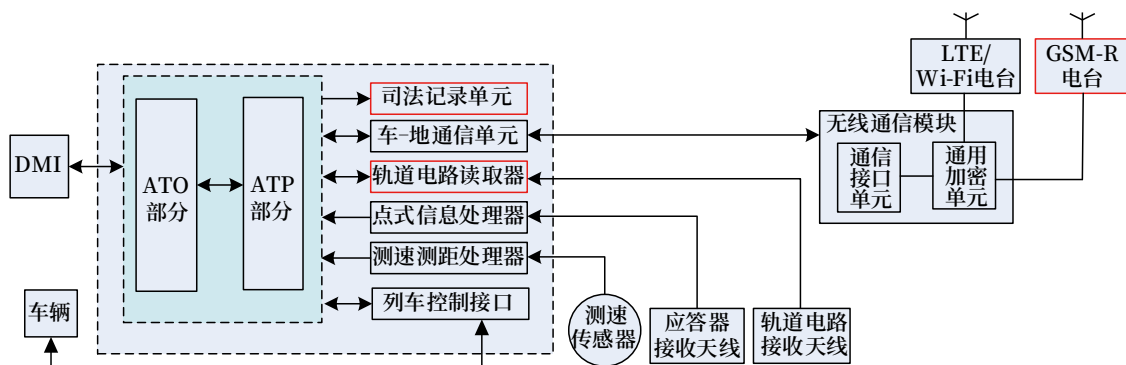 LTE/
Wi-Fi电台
GSM-R
电台
司法记录单元
无线通信模块
车-地通信单元
通信
接口
单元
通用
加密
单元
DMI
ATO
部分
ATP
部分
轨道电路读取器
点式信息处理器
测速测距处理器
列车控制接口
车辆
测速
传感器
应答器
接收天线
轨道电路
接收天线